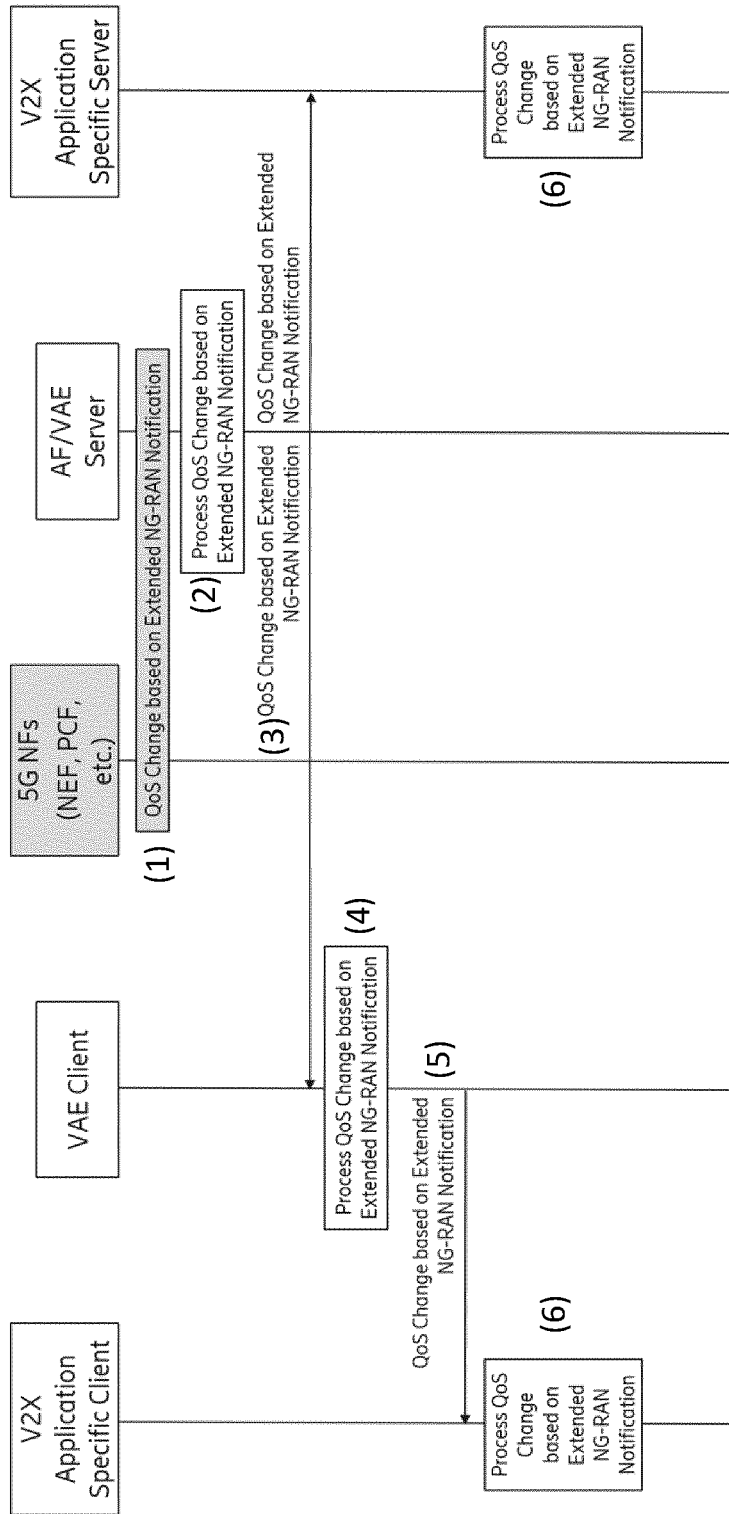 V2X
Application
Specific Client
VAE Client
5G NFs
(NEF, PCF,
etc.)
AF/VAE
Server
V2X
Application
Specific Server
(1)
QoS Change based on Extended NG-RAN Notification
(2)
Process QoS Change based on
Extended NG-RAN Notification
(3)
QoS Change based on Extended
NG-RAN Notification
QoS Change based on Extended
NG-RAN Notification
Process QoS Change based on
Extended NG-RAN Notification
(4)
QoS Change based on Extended
NG-RAN Notification
(5)
Process QoS
Change
based on
Extended
NG-RAN
Notification
(6)
(6)
Process QoS
Change
based on
Extended
NG-RAN
Notification